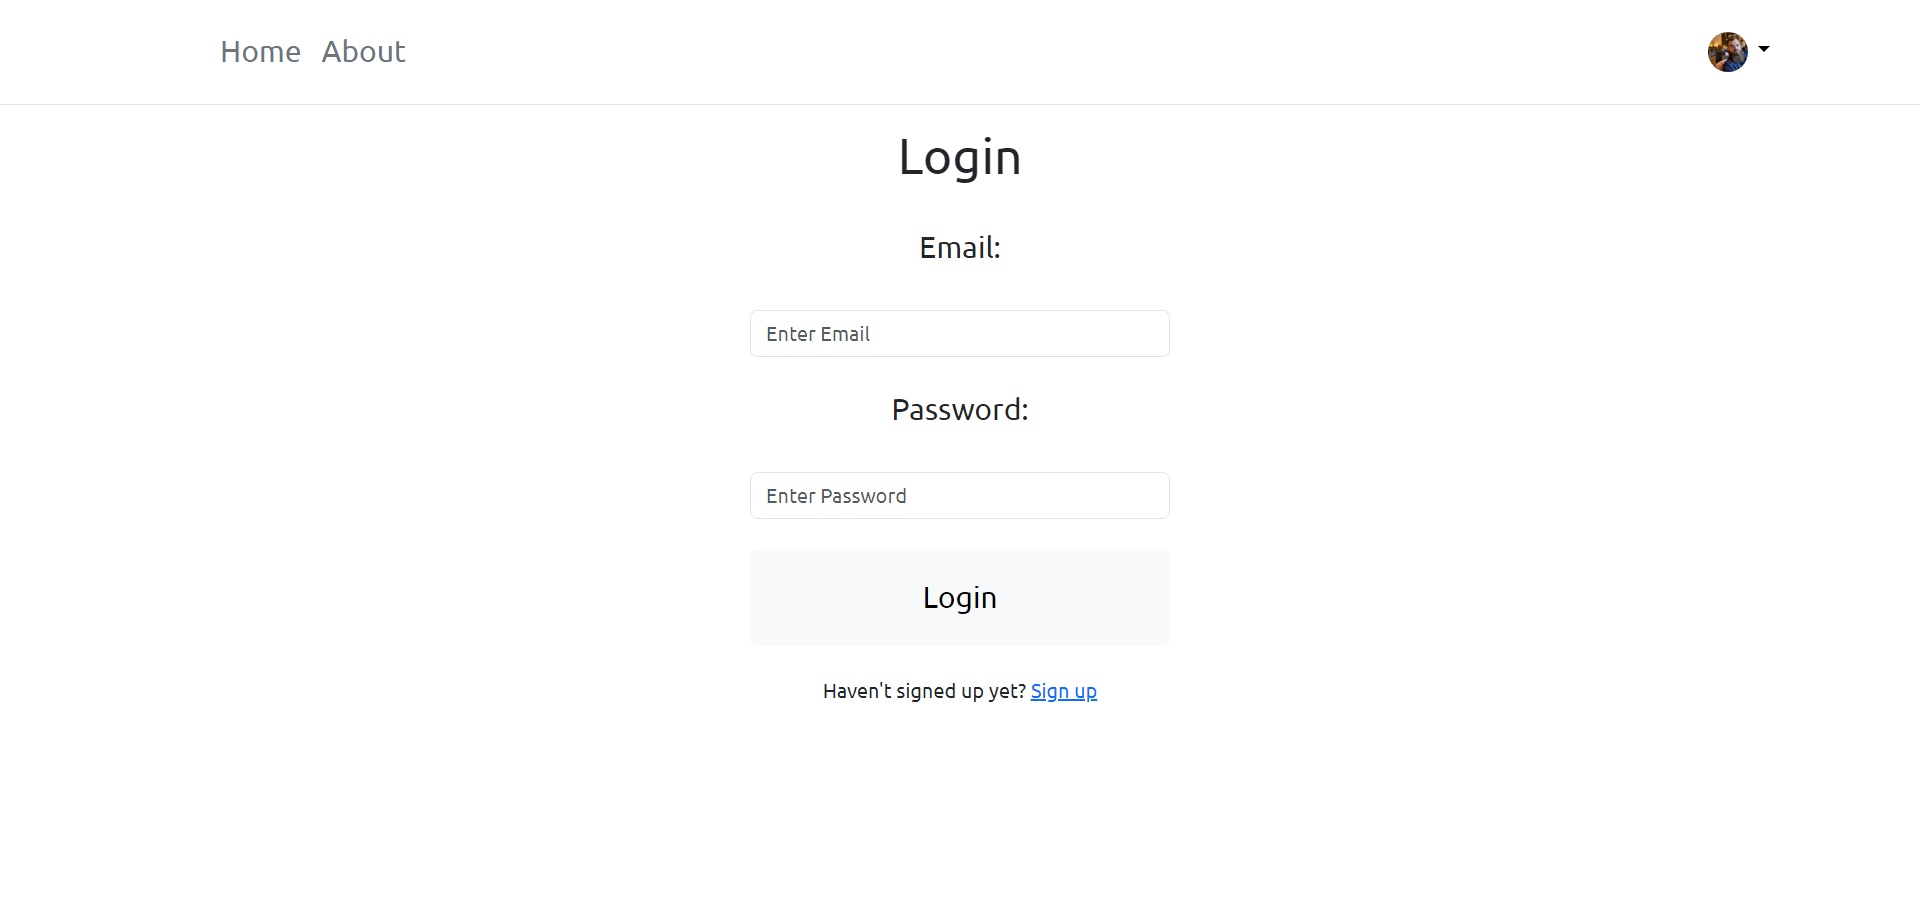 Home About
Login
Email:
Enter Email
Password:
Enter Password
Login
Haven't signed up yet? Sign up